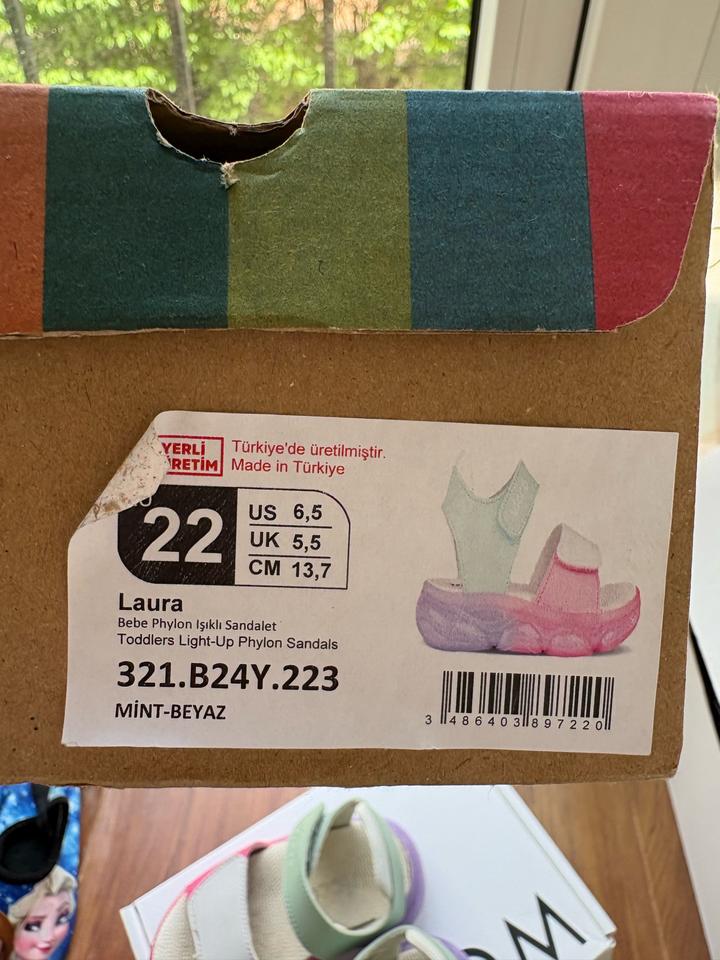 YERLİ
ÜRETİM
Türkiye'de üretilmiştir.
Made in Türkiye
22
US 6,5
UK 5,5
CM 13,7
Laura
Bebe Phylon Işıklı Sandalet
Toddlers Light-Up Phylon Sandals
321.B24Y.223
MİNT-BEYAZ
3 486403 897220
OM